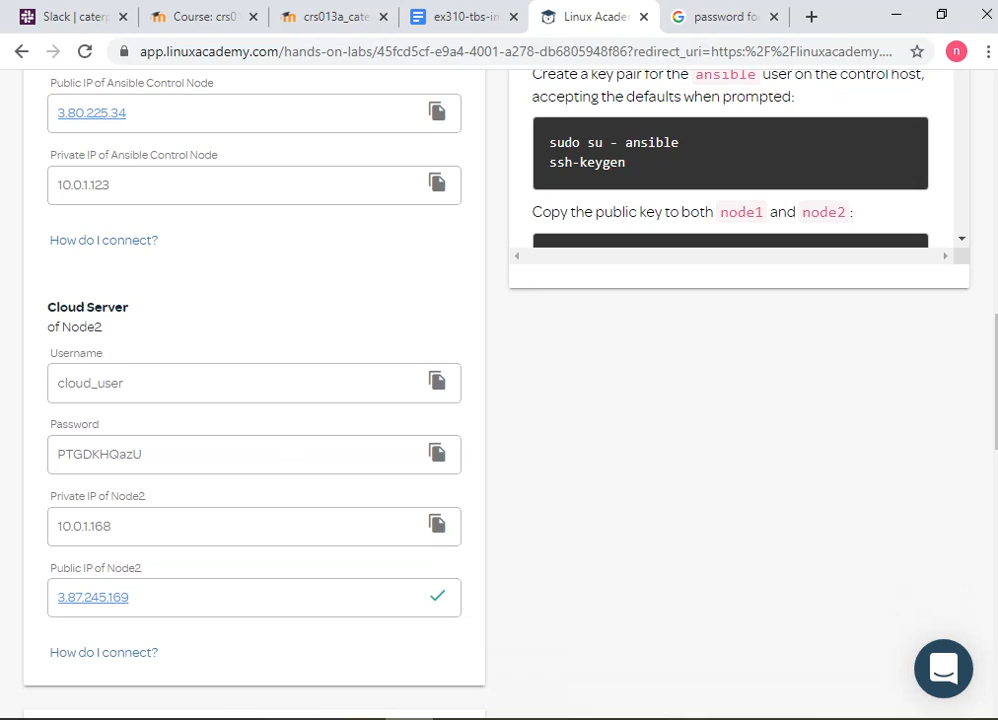 Slack | cater
Course: crs0
crs013a_cate
ex310-tbs-in
Linux Acade
password fo
app.linuxacademy.com/hands-on-labs/45fcd5cf-e9a4-4001-a278-db6805948f86?redirect_uri=https:%2F%2Flinuxacademy....
n
Public IP of Ansible Control Node
3.80.225.34
Private IP of Ansible Control Node
10.0.1.123
How do I connect?
Cloud Server
of Node2
Username
cloud_user
Password
PTGDKHQazU
Private IP of Node2
10.0.1.168
Public IP of Node2
3.87.245.169
How do I connect?
Create a key pair for the ansible user on the control host,
accepting the defaults when prompted:
sudo su - ansible
ssh-keygen
Copy the public key to both node1 and node2 :